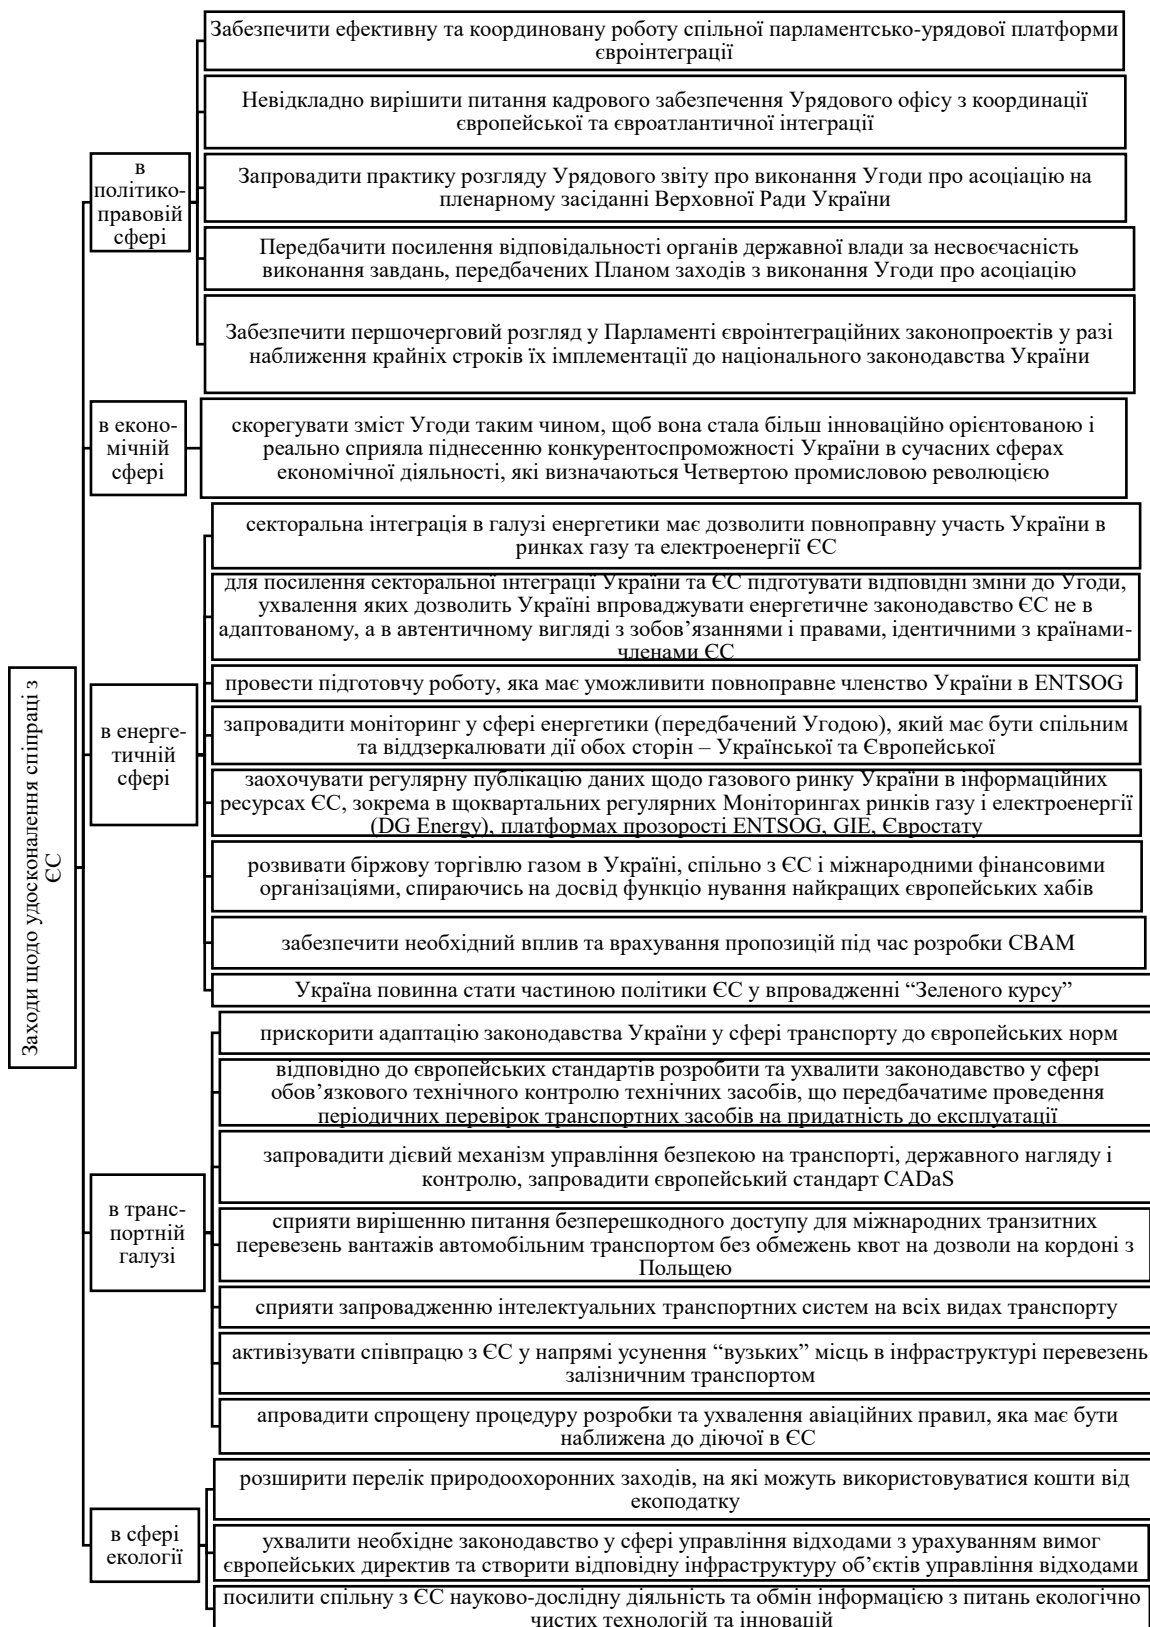 Заходи щодо удосконалення співпраці з
ЄС
в
політико-
правовій
сфері
Забезпечити ефективну та координовану роботу спільної парламентсько-урядової платформи
євроінтеграції
Невідкладно вирішити питання кадрового забезпечення Урядового офісу з координації
європейської та євроатлантичної інтеграції
Запровадити практику розгляду Урядового звіту про виконання Угоди про асоціацію на
пленарному засіданні Верховної Ради України
Передбачити посилення відповідальності органів державної влади за несвоєчасність
виконання завдань, передбачених Планом заходів з виконання Угоди про асоціацію
Забезпечити першочерговий розгляд у Парламенті євроінтеграційних законопроектів у разі
наближення крайніх строків їх імплементації до національного законодавства України
в еконо-
мічній
сфері
скорегувати зміст Угоди таким чином, щоб вона стала більш інноваційно орієнтованою і
реально сприяла піднесенню конкурентоспроможності України в сучасних сферах
економічної діяльності, які визначаються Четвертою промисловою революцією
в енерге-
тичній
сфері
секторальна інтеграція в галузі енергетики має дозволити повноправну участь України в
ринках газу та електроенергії ЄС
для посилення секторальної інтеграції України та ЄС підготувати відповідні зміни до Угоди,
ухвалення яких дозволить Україні впроваджувати енергетичне законодавство ЄС не в
адаптованому, а в автентичному вигляді з зобов’язаннями і правами, ідентичними з країнами-
членами ЄС
провести підготовчу роботу, яка має уможливити повноправне членство України в ENTSOG
запровадити моніторинг у сфері енергетики (передбачений Угодою), який має бути спільним
та віддзеркалювати дії обох сторін – Української та Європейської
заохочувати регулярну публікацію даних щодо газового ринку України в інформаційних
ресурсах ЄС, зокрема в щоквартальних регулярних Моніторингах ринків газу і електроенергії
(DG Energy), платформах прозорості ENTSOG, GIE, Євростату
розвивати біржову торгівлю газом в Україні, спільно з ЄС і міжнародними фінансовими
організаціями, спираючись на досвід функціо нування найкращих європейських хабів
забезпечити необхідний вплив та врахування пропозицій під час розробки CBAM
Україна повинна стати частиною політики ЄС у впровадженні “Зеленого курсу”
в транс-
портній
галузі
прискорити адаптацію законодавства України у сфері транспорту до європейських норм
відповідно до європейських стандартів розробити та ухвалити законодавство у сфері
обов’язкового технічного контролю технічних засобів, що передбачатиме проведення
періодичних перевірок транспортних засобів на придатність до експлуатації
запровадити дієвий механізм управління безпекою на транспорті, державного нагляду і
контролю, запровадити європейський стандарт CADaS
сприяти вирішенню питання безперешкодного доступу для міжнародних транзитних
перевезень вантажів автомобільним транспортом без обмежень квот на дозволи на кордоні з
Польщею
сприяти запровадженню інтелектуальних транспортних систем на всіх видах транспорту
активізувати співпрацю з ЄС у напрямі усунення “вузьких” місць в інфраструктурі перевезень
залізничним транспортом
апровадити спрощену процедуру розробки та ухвалення авіаційних правил, яка має бути
наближена до діючої в ЄС
в сфері
екології
розширити перелік природоохоронних заходів, на які можуть використовуватися кошти від
екоподатку
ухвалити необхідне законодавство у сфері управління відходами з урахуванням вимог
європейських директив та створити відповідну інфраструктуру об’єктів управління відходами
посилити спільну з ЄС науково-дослідну діяльність та обмін інформацією з питань екологічно
чистих технологій та інновацій